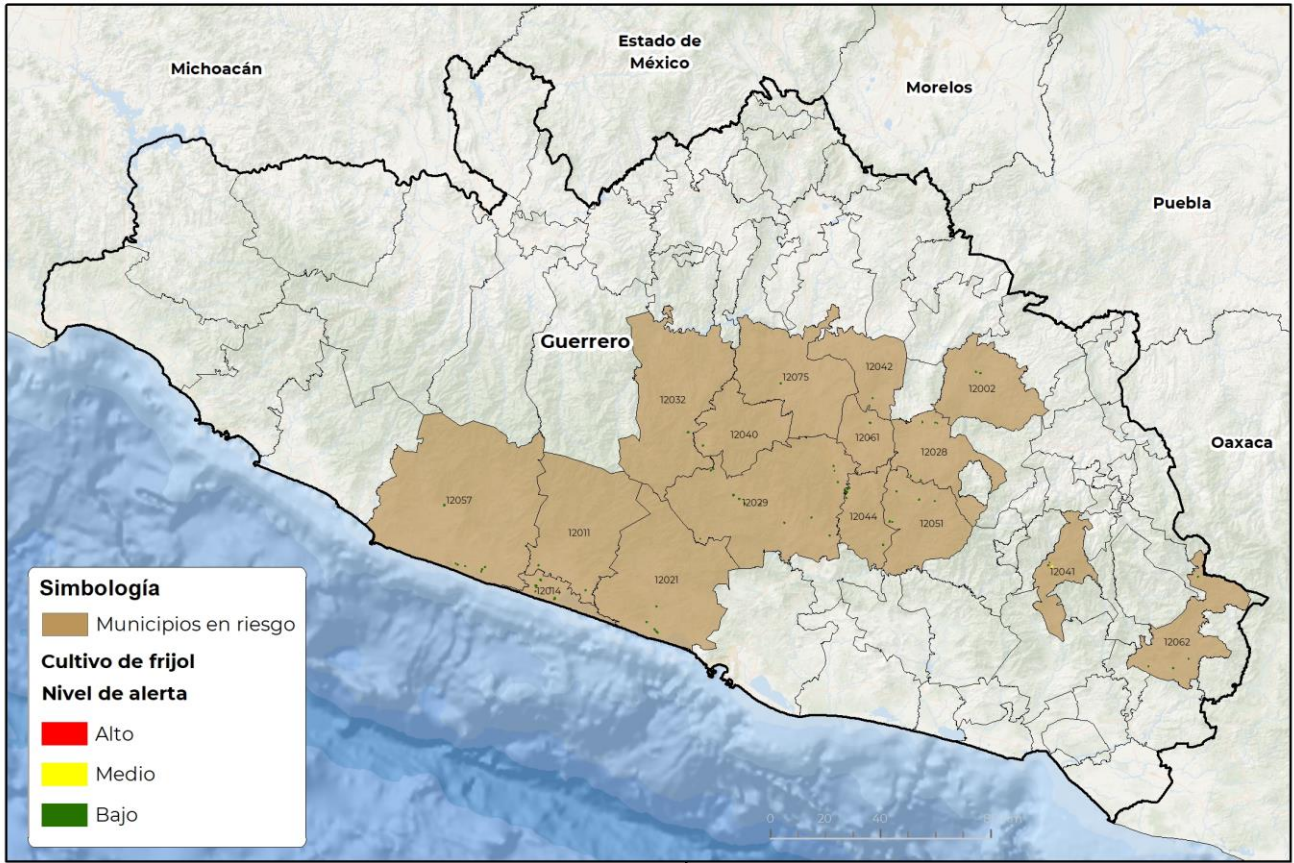 Michoacán
Estado de
México
Morelos
Puebla
Guerrero
Oaxaca
12032
12075
12042
12002
12040
12061
12028
12057
12029
12044
12051
12011
12014
12021
12041
12062
Simbología
Municipios en riesgo
Cultivo de frijol
Nivel de alerta
Alto
Medio
Bajo
0 20 40